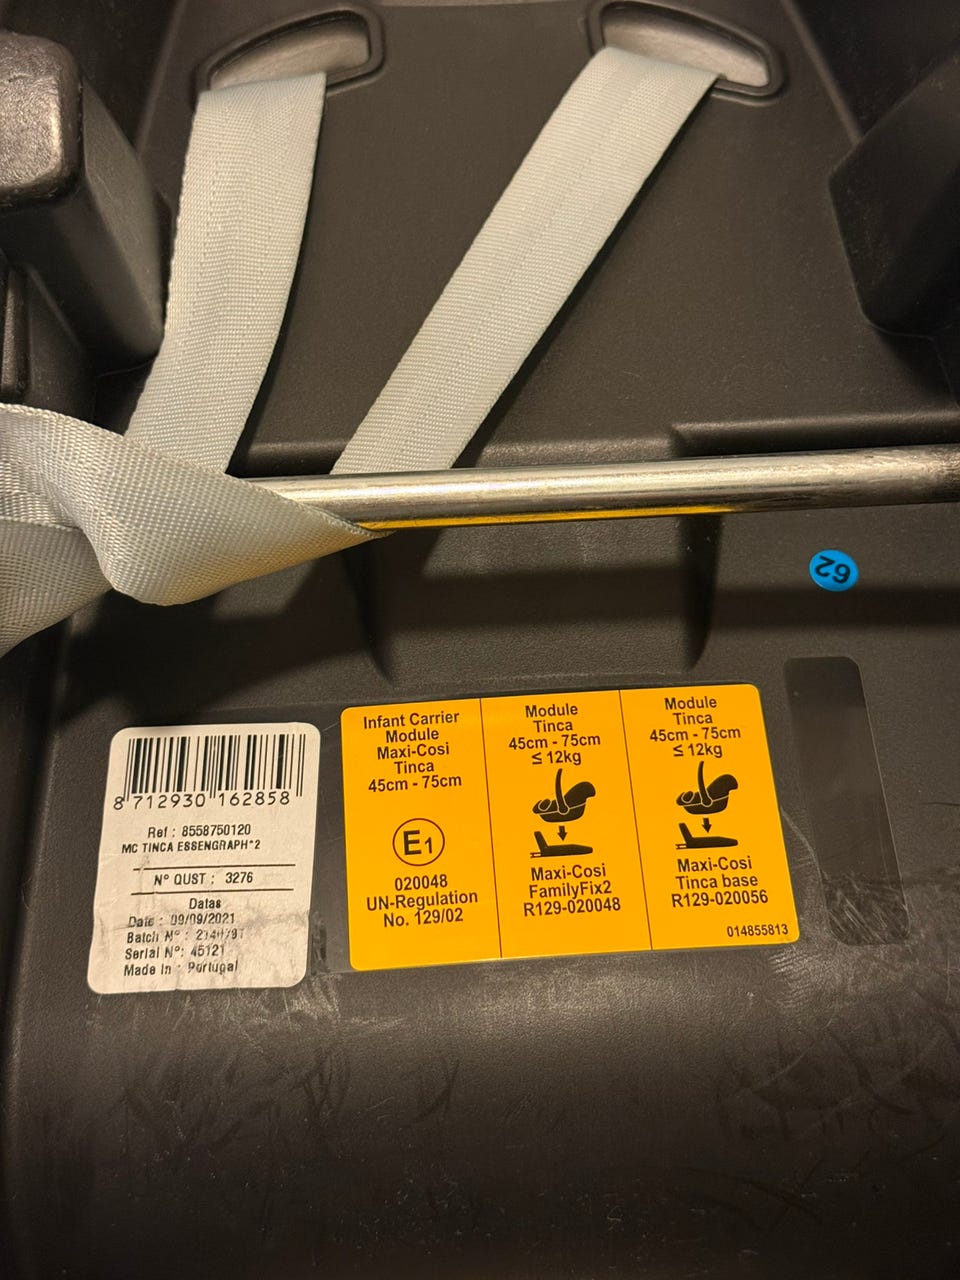 62
8 712930 162858
Ref : 8558750120
MC TINCA ESSENGRAPH^2
N° QUST : 3276
Datas
Date : 09/09/2021
Batch N° :
Serial N°: 45121
Made In : Portugal
Infant Carrier
Module
Maxi-Cosi
Tinca
45cm - 75cm
E1
020048
UN-Regulation
No. 129/02
Module
Tinca
45cm - 75cm
≤ 12kg
Maxi-Cosi
FamilyFix2
R129-020048
Module
Tinca
45cm - 75cm
≤ 12kg
Maxi-Cosi
Tinca base
R129-020056
014855813